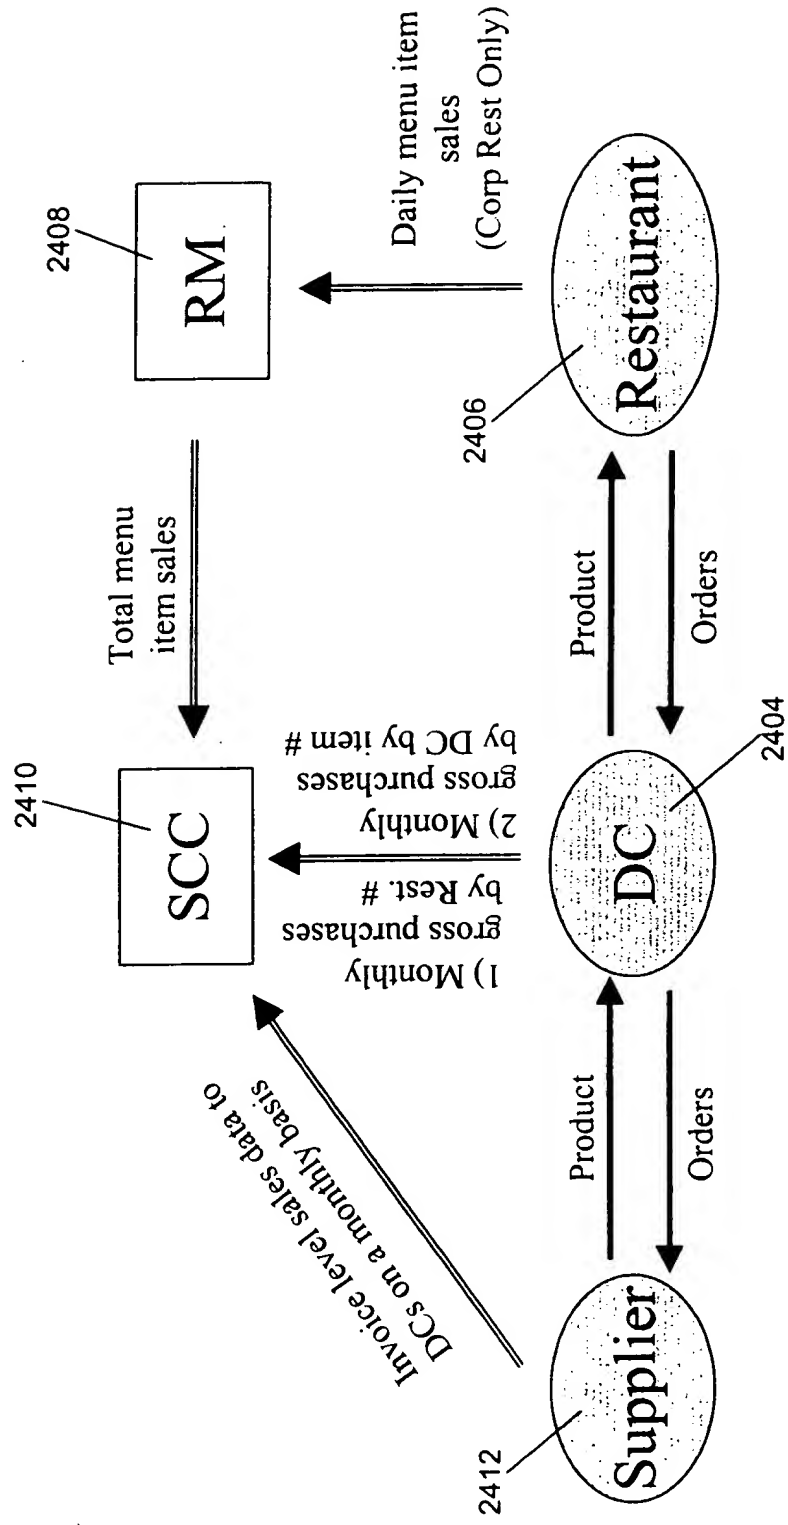 2410
SCC
Total menu
item sales
2408
RM
Invoice level sales data to
DCs on a monthly basis
1) Monthly
gross purchases
by Rest. #
2) Monthly
gross purchases
by DC by item #
Daily menu item
sales
(Corp Rest Only)
2412
Supplier
Product
Orders
DC
2404
Product
Orders
2406
Restaurant